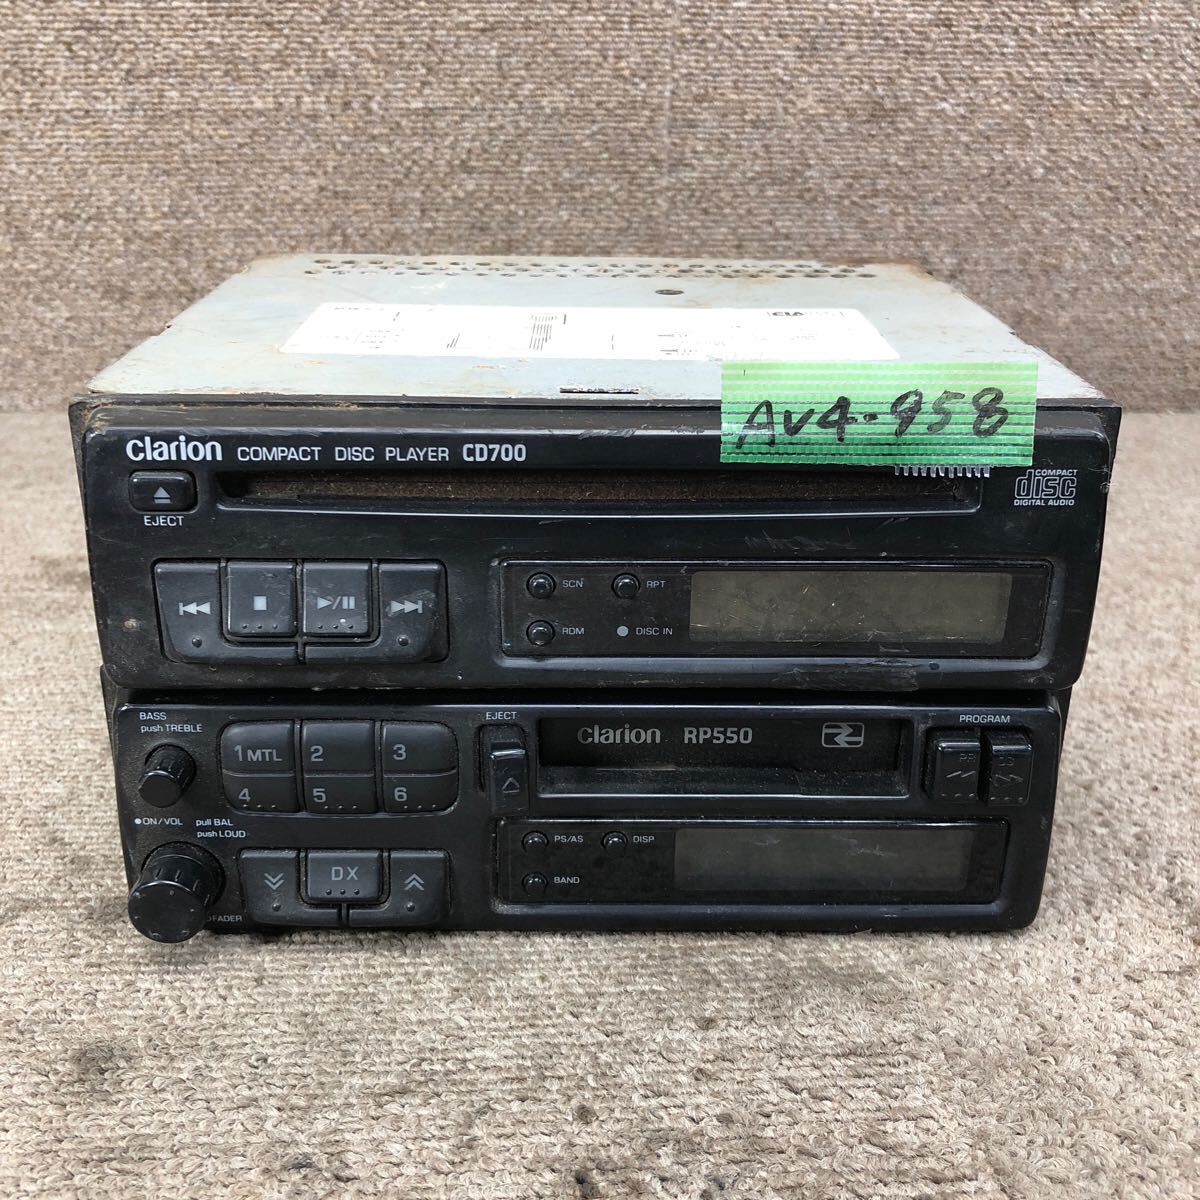 AV4-958
clarion COMPACT DISC PLAYER CD700
COMPACT
disc
DIGITAL AUDIO
EJECT
SCN RPT
RDM DISC IN
BASS
push TREBLE
1 MTL 2 3
4 5 6
EJECT
clarion RP550
PROGRAM
ON/VOL pull BAL
push LOUD
DX
FADER
PS/AS DISP
BAND